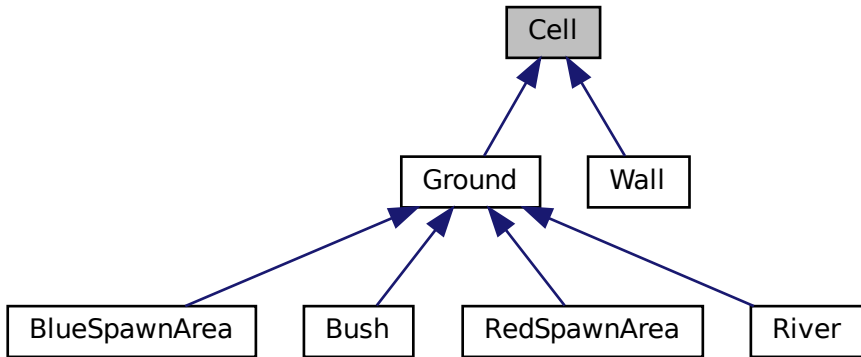 Cell
Ground
Wall
BlueSpawnArea
Bush
RedSpawnArea
River